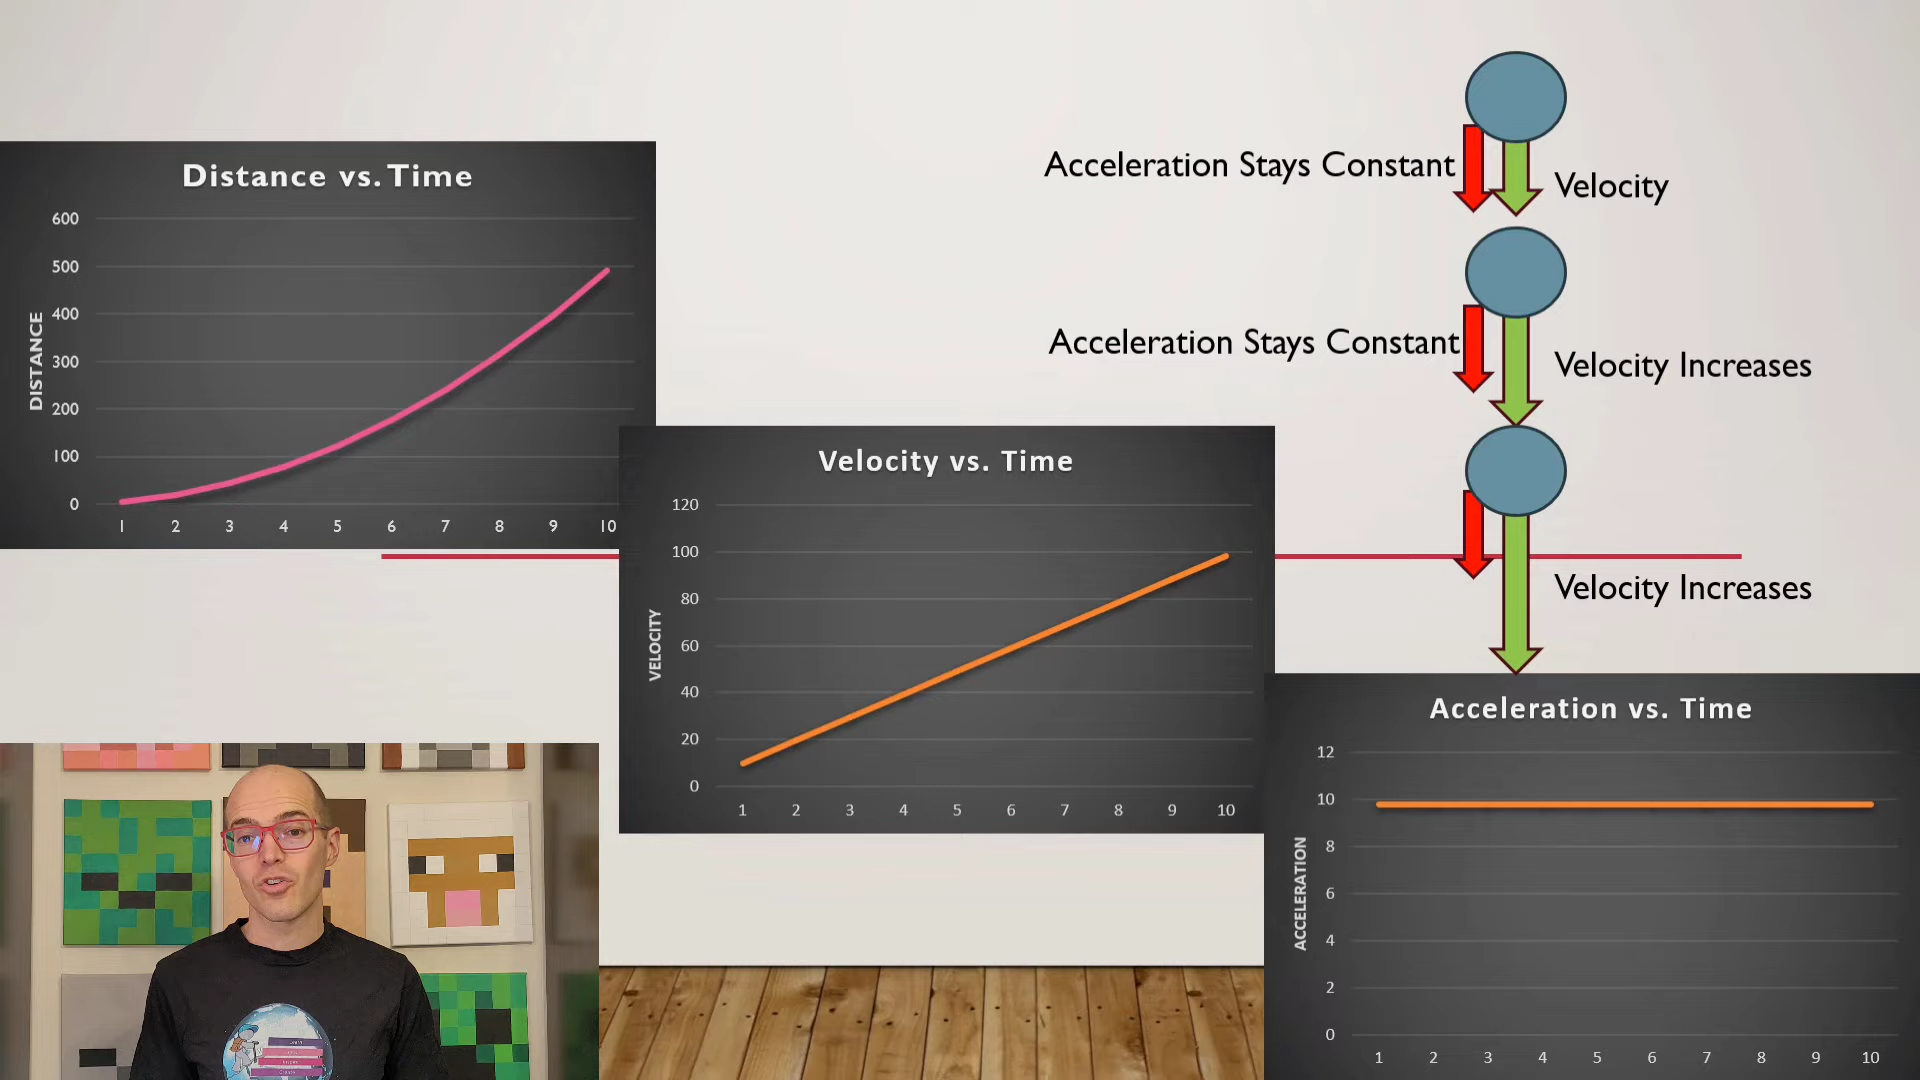 Distance vs. Time
600
500
400
300
200
100
0
DISTANCE
1 2 3 4 5 6 7 8 9 10
Acceleration Stays Constant
Velocity
Acceleration Stays Constant
Velocity Increases
Velocity Increases
Velocity vs. Time
120
100
80
60
40
20
0
VELOCITY
1 2 3 4 5 6 7 8 9 10
Acceleration vs. Time
12
10
8
6
4
2
0
ACCELERATION
1 2 3 4 5 6 7 8 9 10